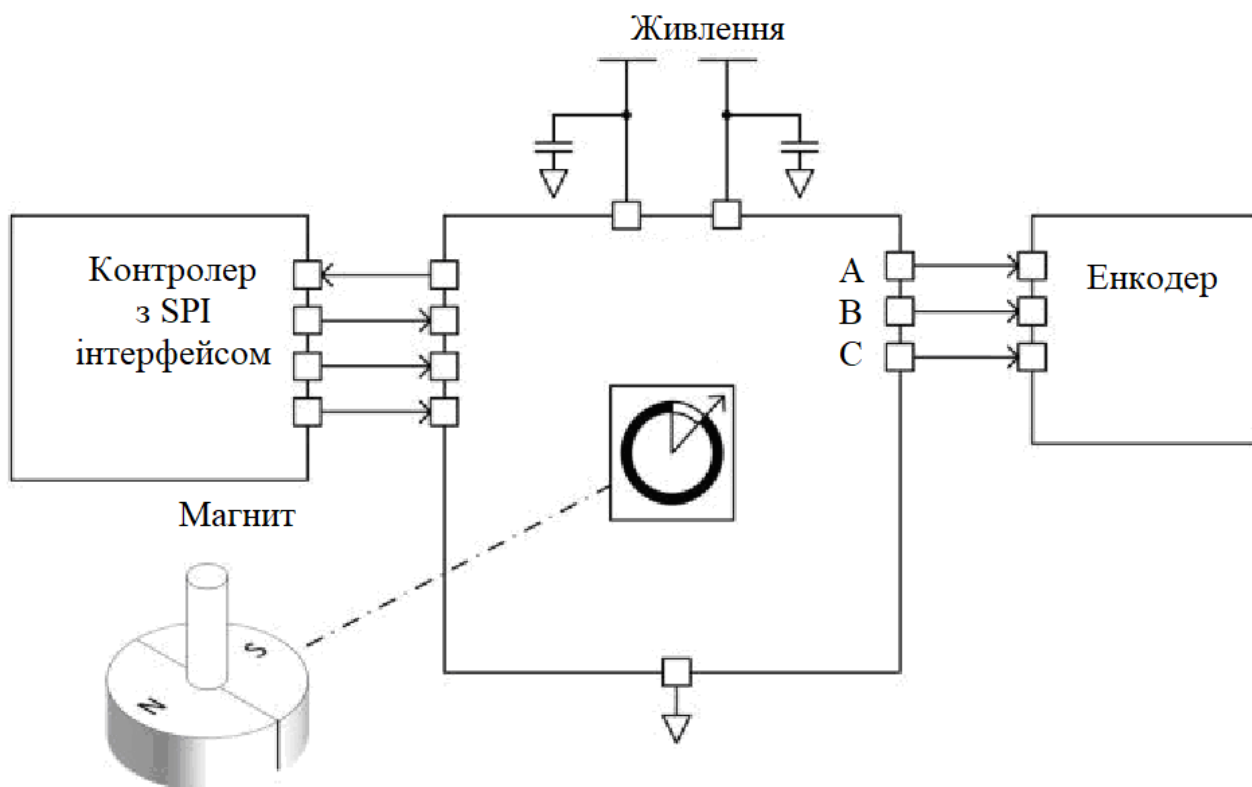 Живлення
Контролер
з SPI
інтерфейсом
А
В
С
Енкодер
Магнит
S
N